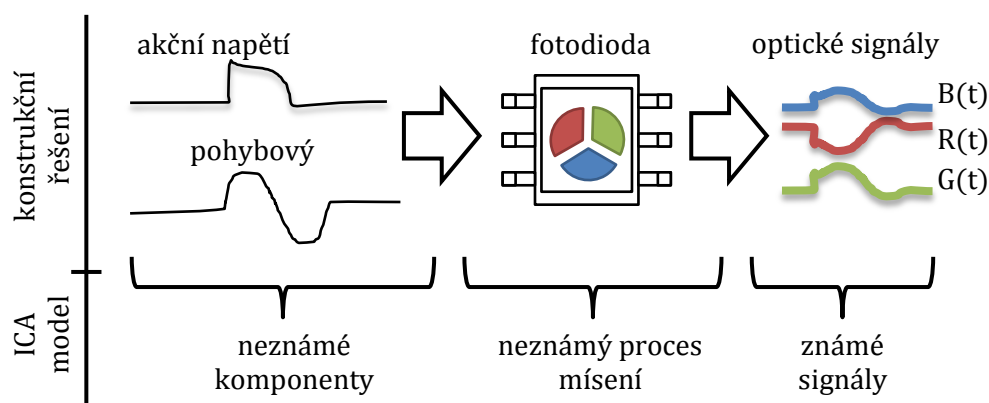 konstrukční
řešení
akční napětí
pohybový
fotodioda
optické signály
B(t)
R(t)
G(t)
ICA
model
neznámé
komponenty
neznámý proces
mísení
známé
signály